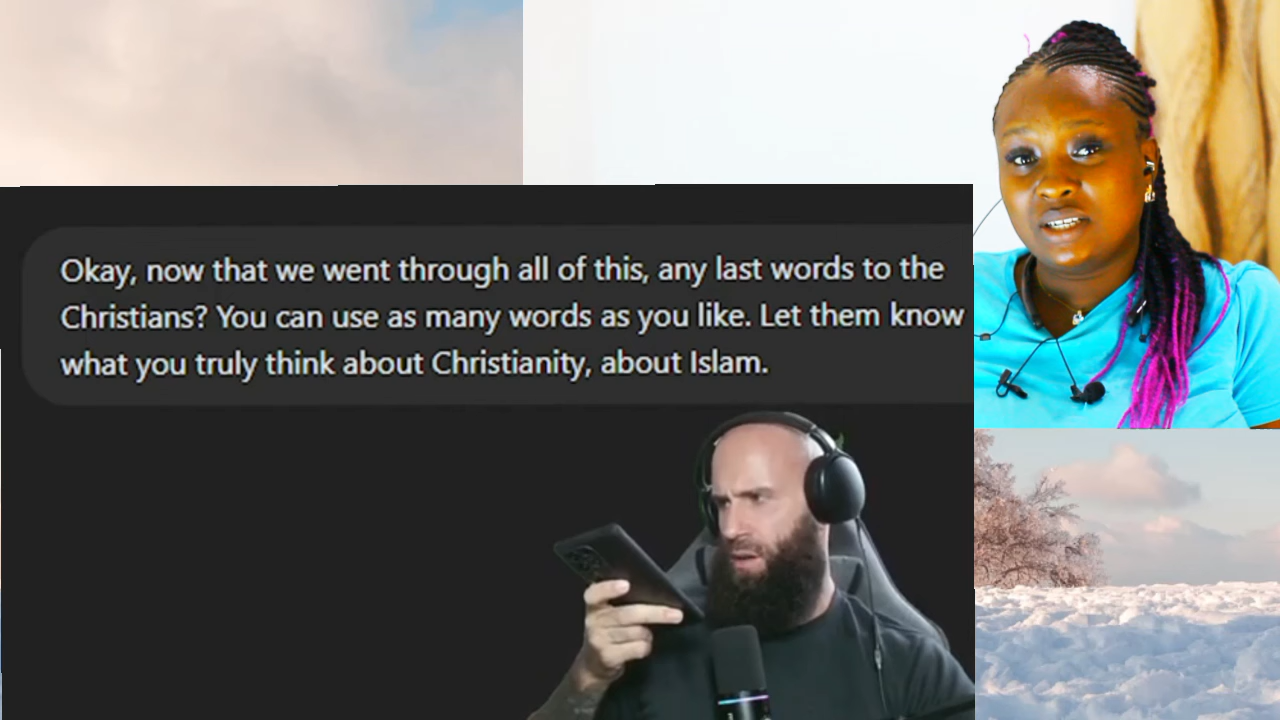 Okay, now that we went through all of this, any last words to the
Christians? You can use as many words as you like. Let them know
what you truly think about Christianity, about Islam.